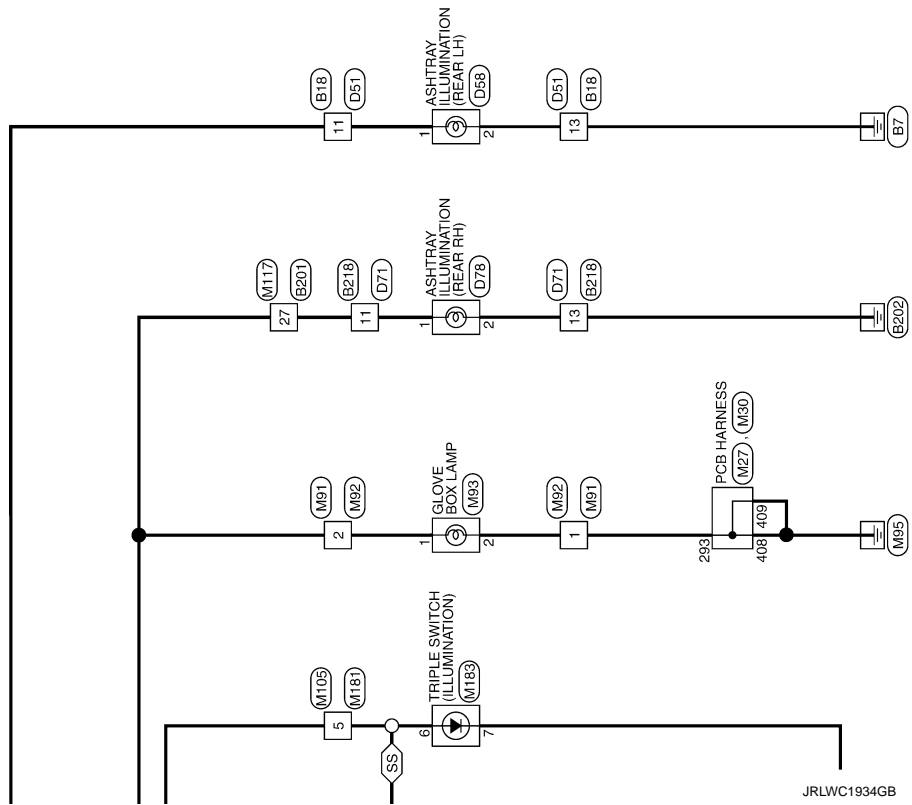 B18
D51
11
ASHTRAY
ILLUMINATION
(REAR LH)
D58
1
2
D51
B18
13
B7
M117
B201
27
B218
D71
11
ASHTRAY
ILLUMINATION
(REAR RH)
D78
1
2
D71
B218
13
B202
M91
M92
2
GLOVE
BOX LAMP
M93
1
2
M92
M91
1
PCB HARNESS
M27 , M30
293
409
408
M95
M105
M181
5
SS
TRIPLE SWITCH
(ILLUMINATION)
M183
6
7
JRLWC1934GB